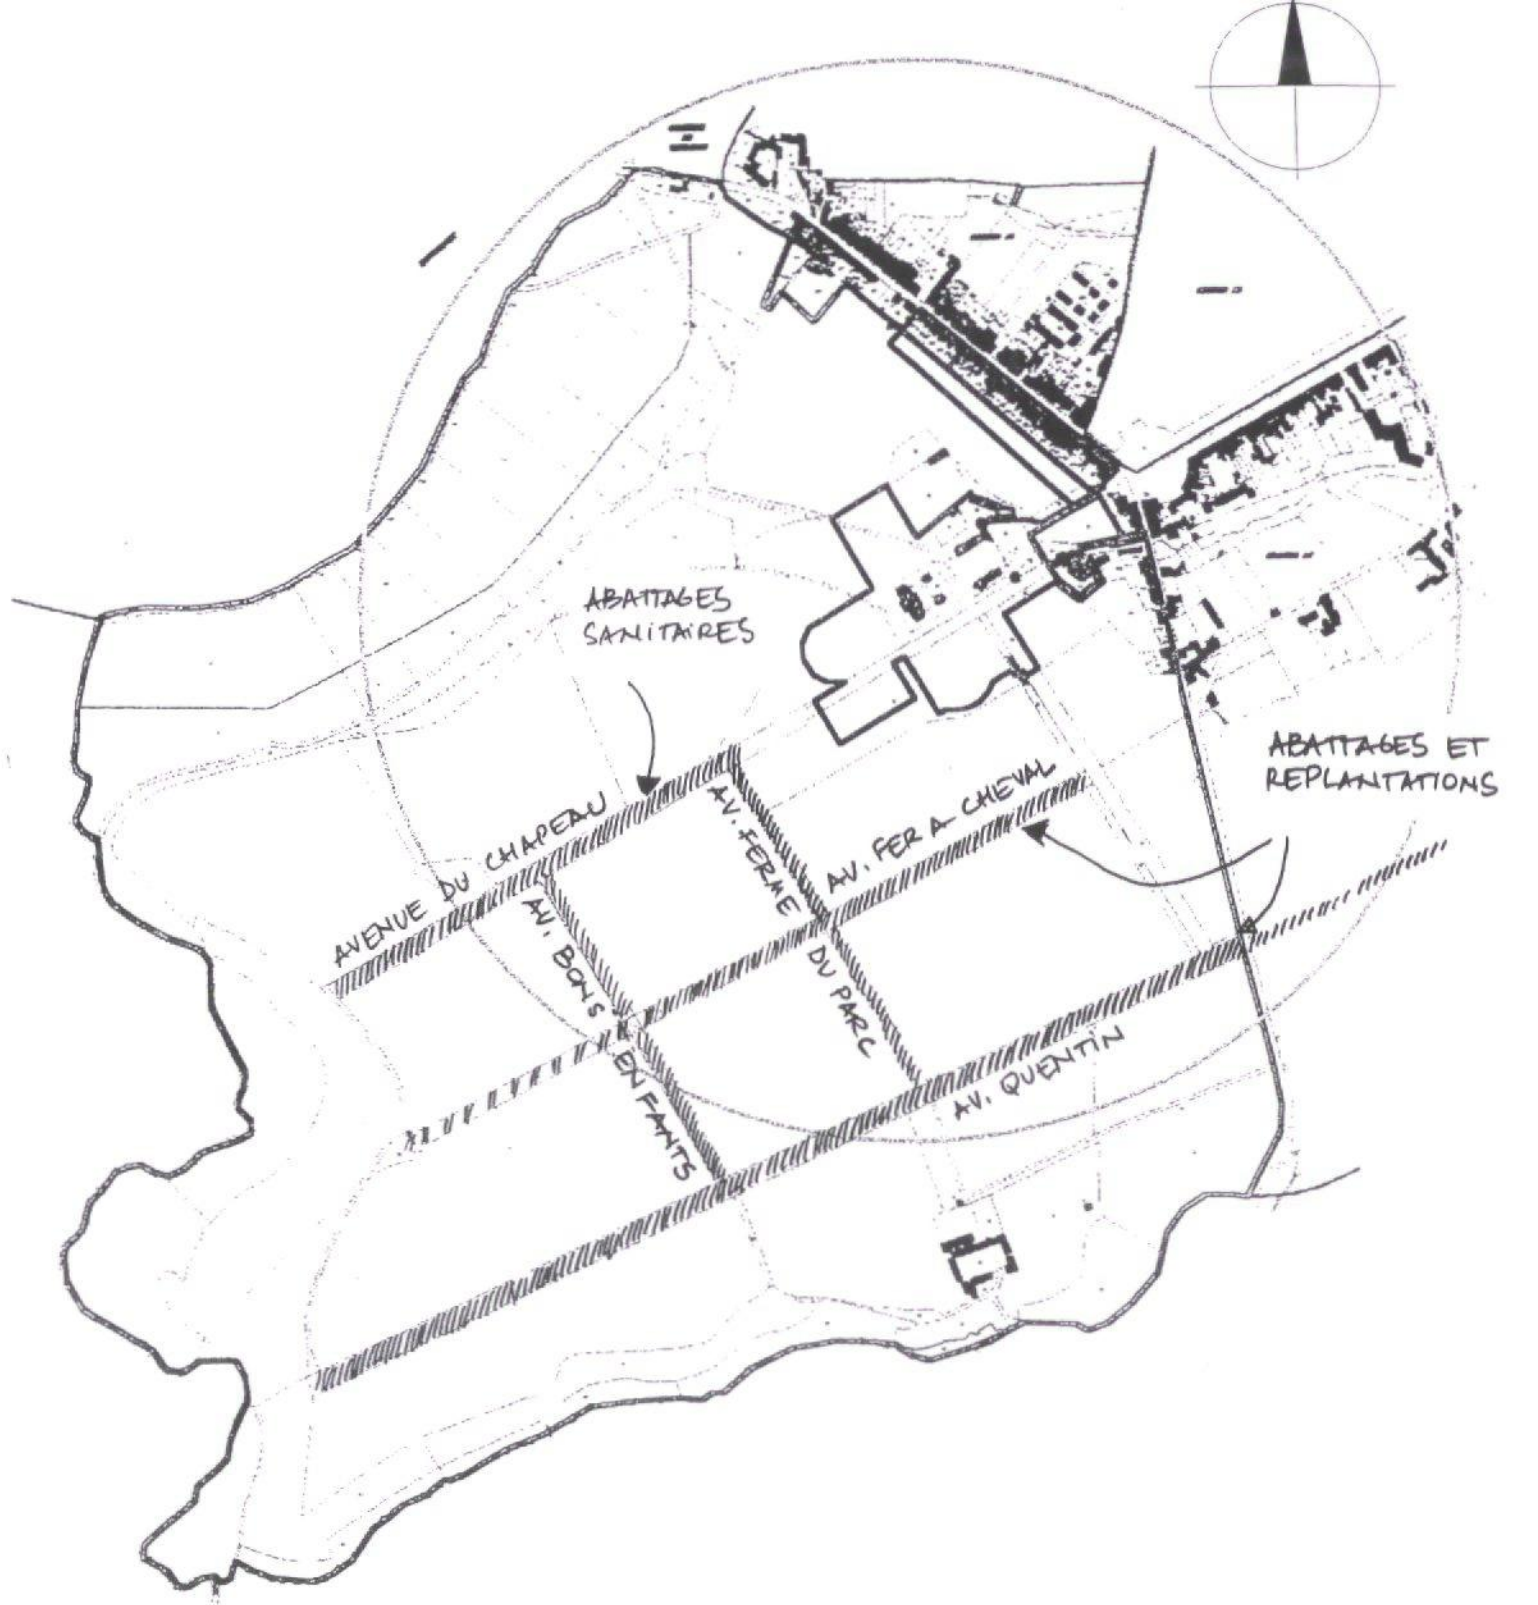 ABATTAGES
SANITAIRES
ABATTAGES ET
REPLANTATIONS
AVENUE DU CHAPEAU
AV. FERME DU PARC
AV. FER A CHEVAL
AV. BONS ENFANTS
AV. QUENTIN